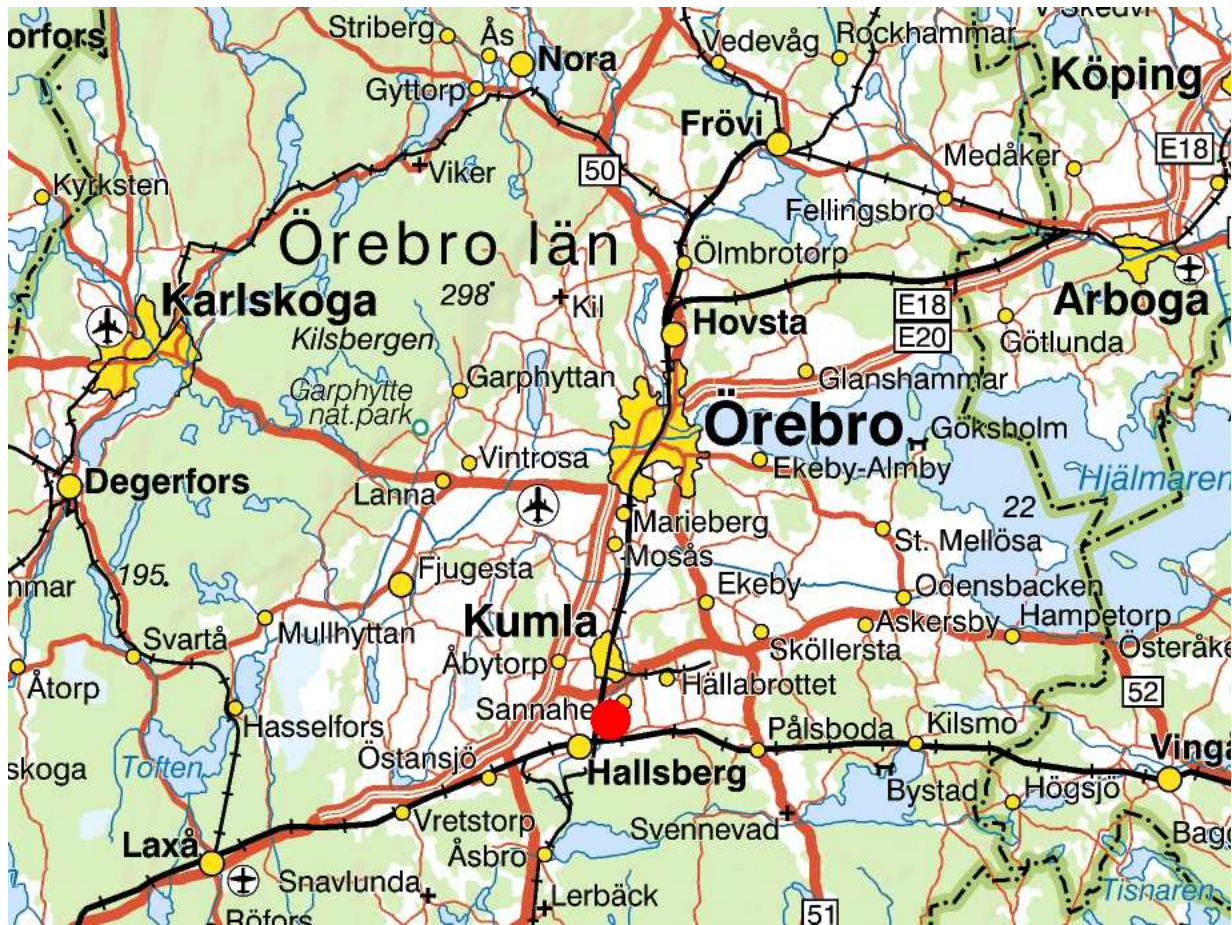 orfors
Striberg
Ås
Nora
Gyttorp
Vedevåg
Rockhammar
V Skedvi
Köping
Frövi
E18
Medåker
50
Viker
Kyrksten
Fellingsbro
Örebro län
Ölmbrotorp
298
Kil
Karlskoga
Kilsbergen
E18
E20
Arboga
Hovsta
Götlunda
Garphyttan
Glanshammar
Garphytte
nat.park
Örebro
Göksholm
Vintrosa
Ekeby-Almby
Hjälmaren
Degerfors
Lanna
22
Marieberg
St. Mellösa
Mosås
195.
Fjugesta
Ekeby
Odensbacken
mmar
Kumla
Askersby
Hampetorp
Mullhyttan
Svartå
Sköllersta
Österåke
Åbytorp
Åtorp
Hällabrottet
52
Sannahe
Hasselfors
Pålsboda
Kilsmo
Östansjö
Vingå
skoga
Toften
Hallsberg
Bystad
Högsjö
Vretstorp
Svennevad
Bagg
Laxå
Åsbro
Snavlunda
Lerbäck
Tisnaren
51
Röfors